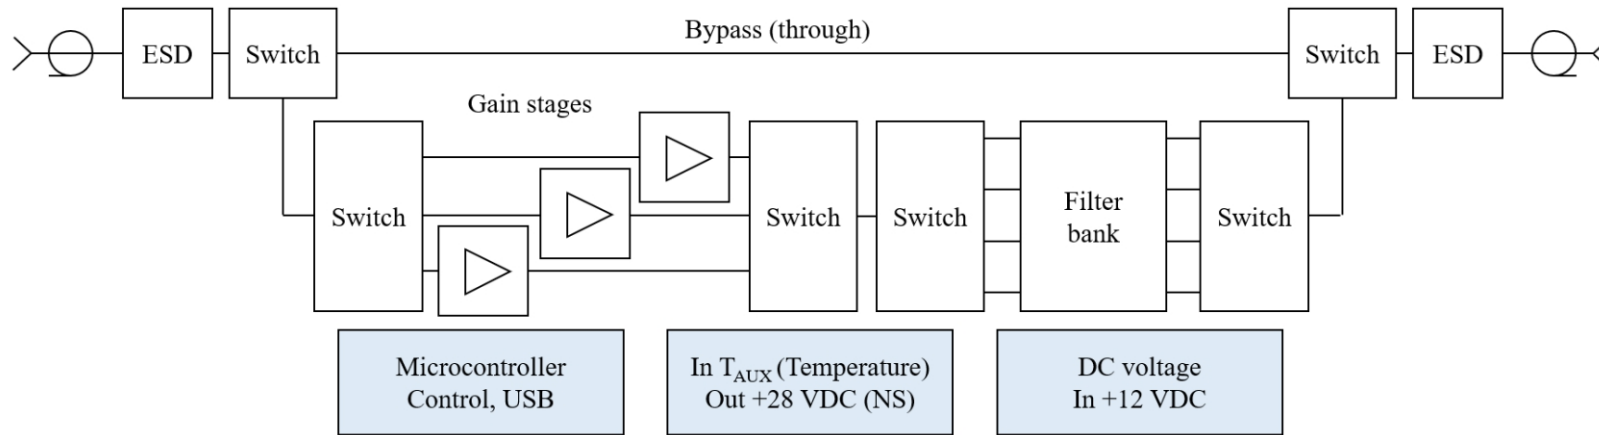 Bypass (through)
ESD
Switch
Switch
ESD
Gain stages
Switch
Switch
Switch
Filter
bank
Switch
Microcontroller
Control, USB
In T_AUX (Temperature)
Out +28 VDC (NS)
DC voltage
In +12 VDC